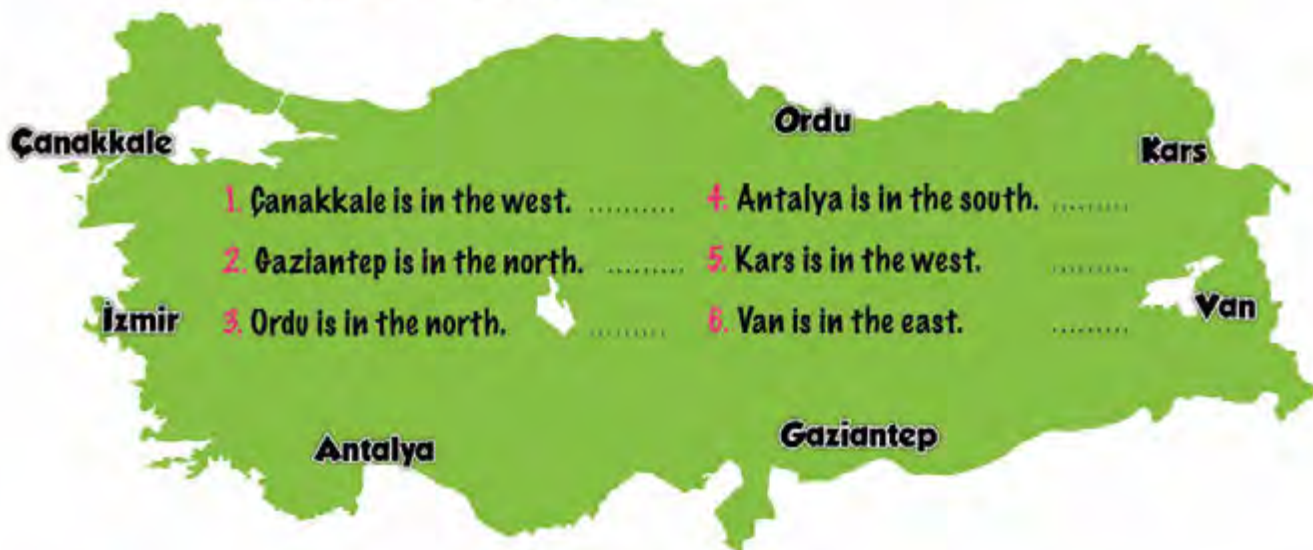 Ordu
Çanakkale
Kars
1. Çanakkale is in the west. ..........
2. Gaziantep is in the north. .........
3. Ordu is in the north. .........
4. Antalya is in the south. .........
5. Kars is in the west. .........
6. Van is in the east. .........
İzmir
Van
Antalya
Gaziantep